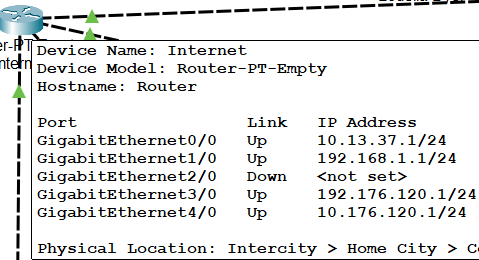 Device Name: Internet
Device Model: Router-PT-Empty
Hostname: Router
Port Link IP Address
GigabitEthernet0/0 Up 10.13.37.1/24
GigabitEthernet1/0 Up 192.168.1.1/24
GigabitEthernet2/0 Down <not set>
GigabitEthernet3/0 Up 192.176.120.1/24
GigabitEthernet4/0 Up 10.176.120.1/24
Physical Location: Intercity > Home City >